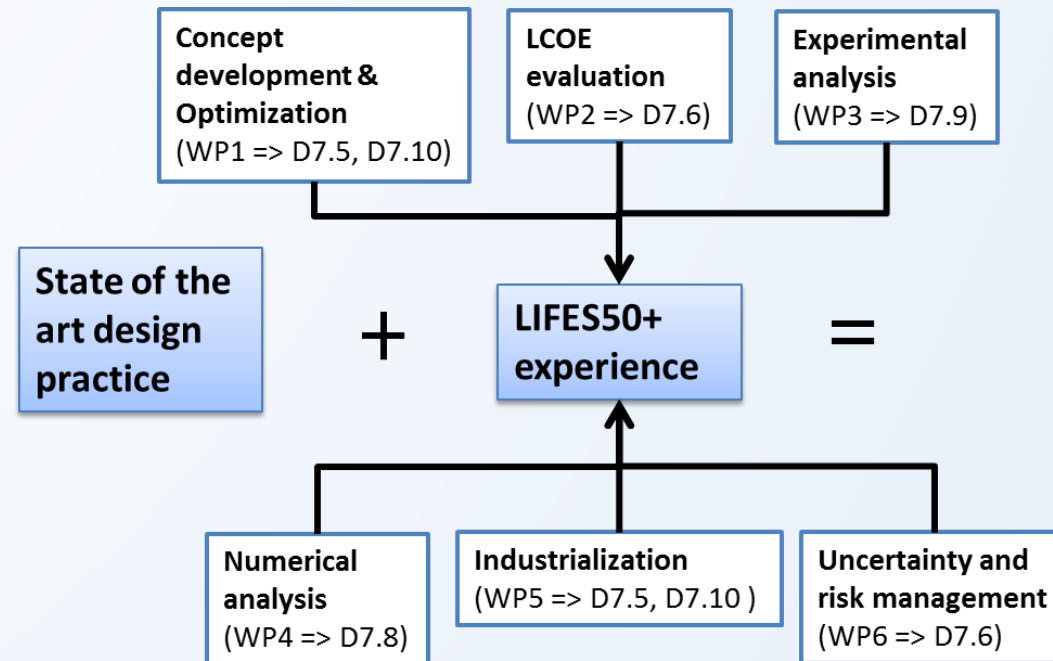 Concept
development &
Optimization
(WP1 => D7.5, D7.10)
LCOE
evaluation
(WP2 => D7.6)
Experimental
analysis
(WP3 => D7.9)
State of the
art design
practice
+
LIFES50+
experience
=
Numerical
analysis
(WP4 => D7.8)
Industrialization
(WP5 => D7.5, D7.10 )
Uncertainty and
risk management
(WP6 => D7.6)